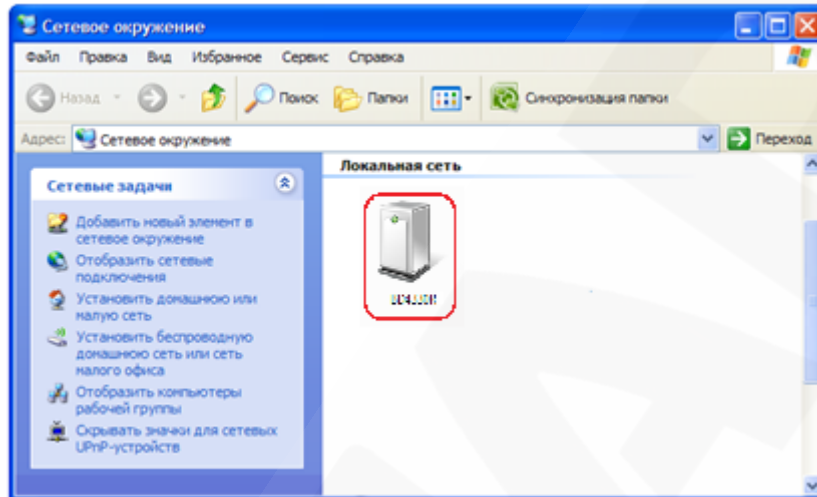 Сетевое окружение
Файл Правка Вид Избранное Сервис Справка
Назад Поиск Папки Синхронизация папки
Адрес: Сетевое окружение Переход
Локальная сеть
Сетевые задачи
Добавить новый элемент в
сетевое окружение
Отобразить сетевые
подключения
Установить домашнюю или
малую сеть
Установить беспроводную
домашнюю сеть или сеть
малого офиса
Отобразить компьютеры
рабочей группы
Скрывать значки для сетевых
UPnP-устройств